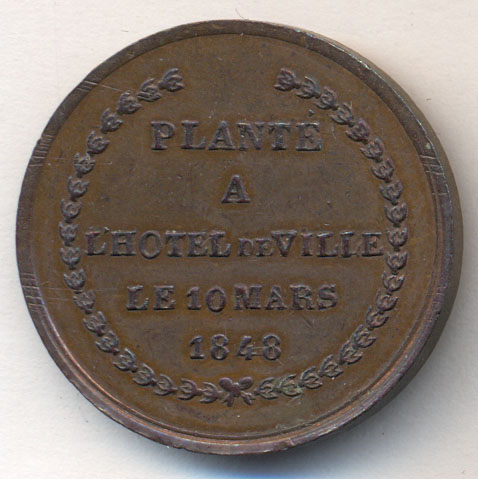 PLANTÉ
A
L'HOTEL DE VILLE
LE 10 MARS
1848